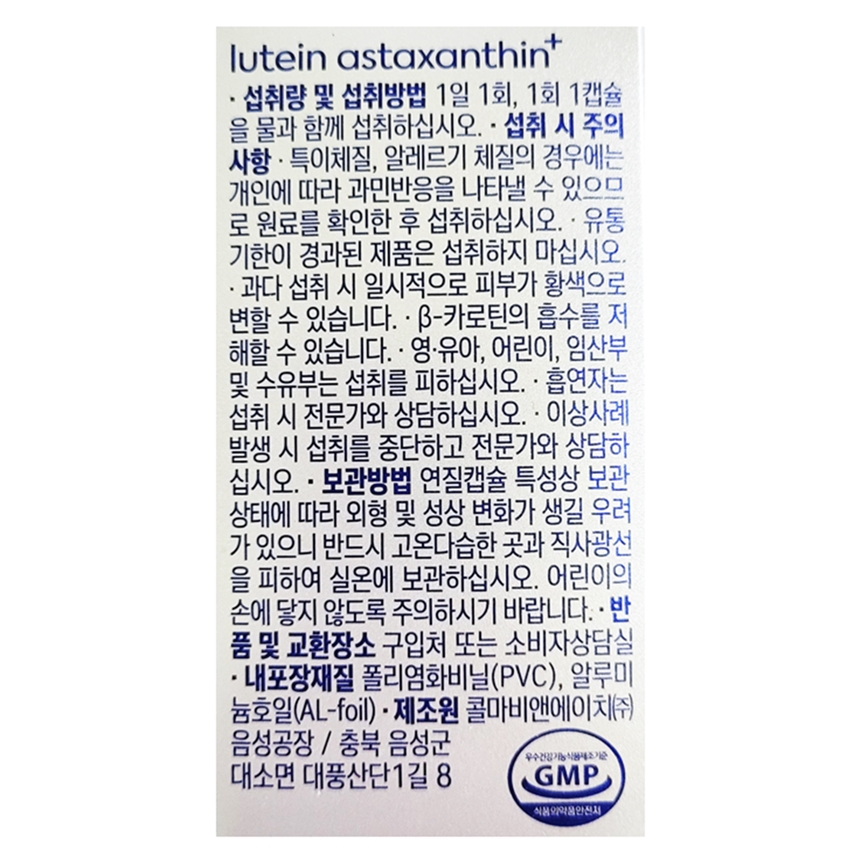 lutein astaxanthin+
· 섭취량 및 섭취방법 1일 1회, 1회 1캡슐
을 물과 함께 섭취하십시오. · 섭취 시 주의
사항 · 특이체질, 알레르기 체질의 경우에는
개인에 따라 과민반응을 나타낼 수 있으므
로 원료를 확인한 후 섭취하십시오. · 유통
기한이 경과된 제품은 섭취하지 마십시오.
· 과다 섭취 시 일시적으로 피부가 황색으로
변할 수 있습니다. · β-카로틴의 흡수를 저
해할 수 있습니다. · 영·유아, 어린이, 임산부
및 수유부는 섭취를 피하십시오. · 흡연자는
섭취 시 전문가와 상담하십시오. · 이상사례
발생 시 섭취를 중단하고 전문가와 상담하
십시오. · 보관방법 연질캡슐 특성상 보관
상태에 따라 외형 및 성상 변화가 생길 우려
가 있으니 반드시 고온다습한 곳과 직사광선
을 피하여 실온에 보관하십시오. 어린이의
손에 닿지 않도록 주의하시기 바랍니다. · 반
품 및 교환장소 구입처 또는 소비자상담실
· 내포장재질 폴리염화비닐(PVC), 알루미
늄호일(AL-foil) · 제조원 콜마비앤에이치㈜
음성공장 / 충북 음성군
대소면 대풍산단1길 8
우수건강기능식품제조기준
GMP
식품의약품안전처